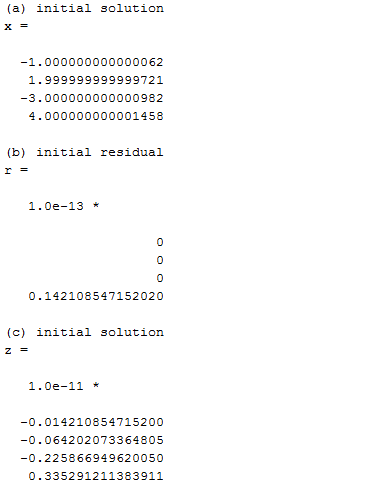 (a) initial solution
x =
-1.000000000000062
1.999999999999721
-3.000000000000982
4.000000000001458
(b) initial residual
r =
1.0e-13 *
0
0
0
0.142108547152020
(c) initial solution
z =
1.0e-11 *
-0.014210854715200
-0.064202073364805
-0.225866949620050
0.335291211383911